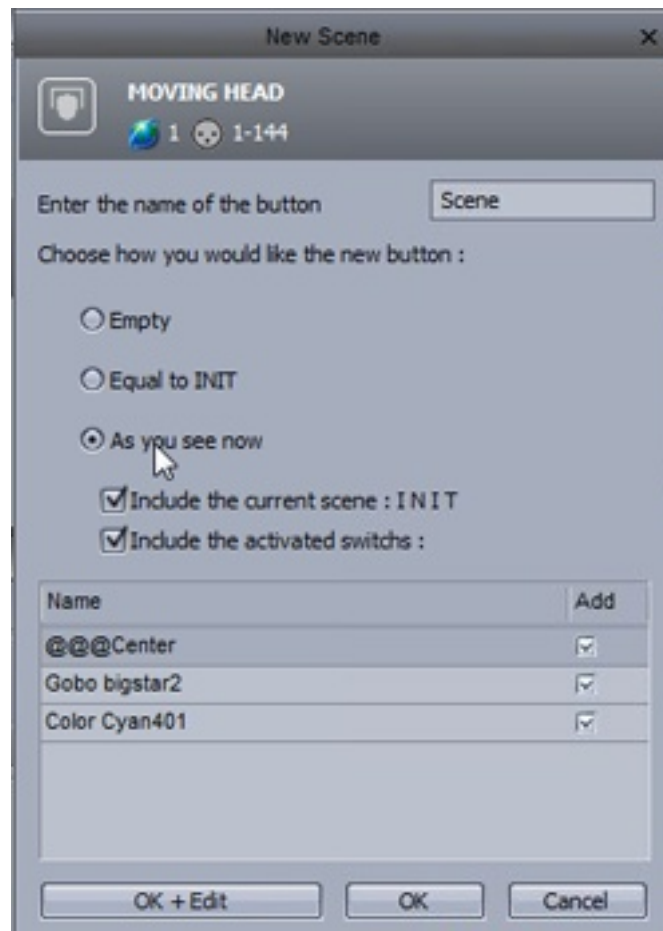 New Scene
MOVING HEAD
1 1-144
Enter the name of the button Scene
Choose how you would like the new button :
Empty
Equal to INIT
As you see now
Include the current scene : I N I T
Include the activated switchs :
Name Add
@@@Center
Gobo bigstar2
Color Cyan401
OK + Edit OK Cancel